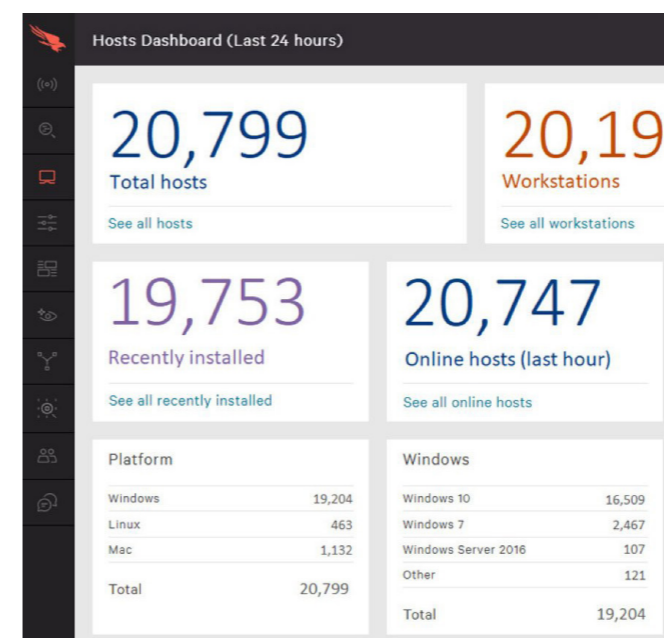 Hosts Dashboard (Last 24 hours)
20,799
Total hosts
See all hosts
20,19
Workstations
See all workstations
19,753
Recently installed
See all recently installed
20,747
Online hosts (last hour)
See all online hosts
Platform
Windows 19,204
Linux 463
Mac 1,132
Total 20,799
Windows
Windows 10 16,509
Windows 7 2,467
Windows Server 2016 107
Other 121
Total 19,204